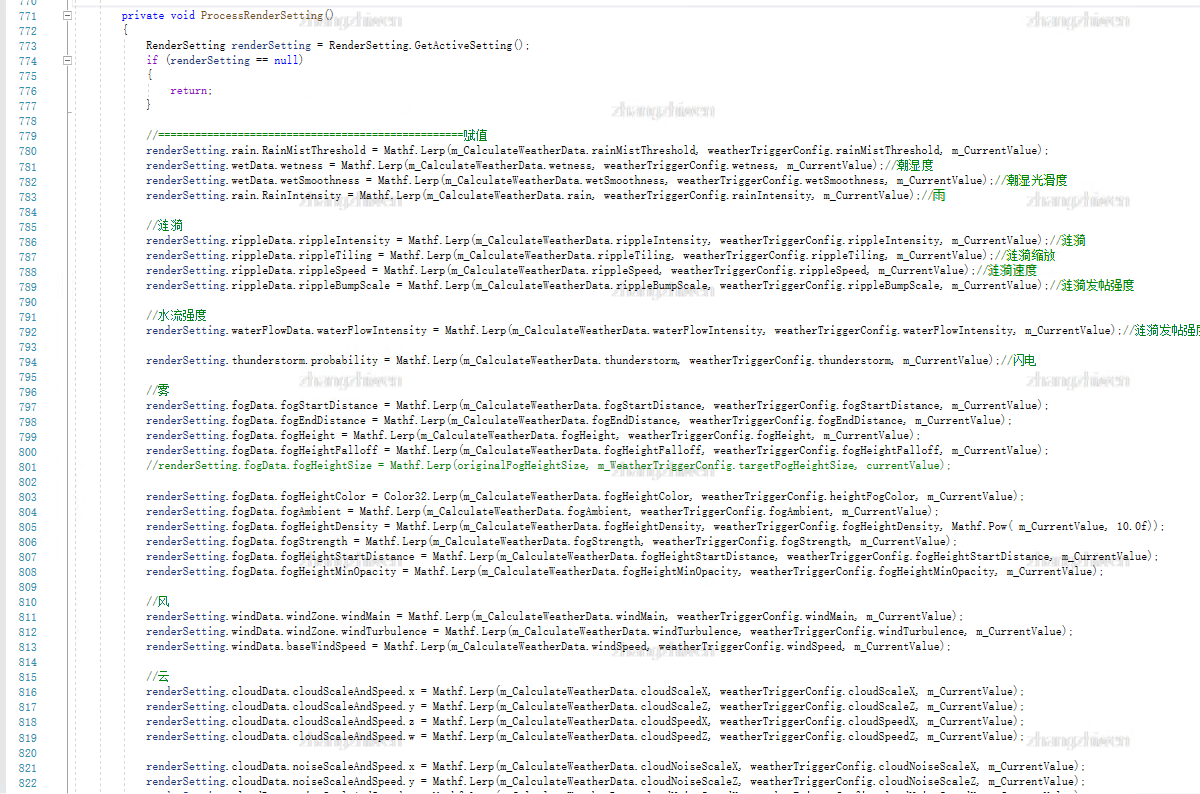 770
771 private void ProcessRenderSetting()
772 {
773 RenderSetting renderSetting = RenderSetting.GetActiveSetting();
774 if (renderSetting == null)
775 {
776 return;
777 }
778
779 //==================================================赋值
780 renderSetting.rain.RainMistThreshold = Mathf.Lerp(m_CalculateWeatherData.rainMistThreshold, weatherTriggerConfig.rainMistThreshold, m_CurrentValue);
781 renderSetting.wetData.wetness = Mathf.Lerp(m_CalculateWeatherData.wetness, weatherTriggerConfig.wetness, m_CurrentValue);//潮湿度
782 renderSetting.wetData.wetSmoothness = Mathf.Lerp(m_CalculateWeatherData.wetSmoothness, weatherTriggerConfig.wetSmoothness, m_CurrentValue);//潮显光滑度
783 renderSetting.rain.RainIntensity = Mathf.Lerp(m_CalculateWeatherData.rain, weatherTriggerConfig.rainIntensity, m_CurrentValue);//雨
784
785 //涟漪
786 renderSetting.rippleData.rippleIntensity = Mathf.Lerp(m_CalculateWeatherData.rippleIntensity, weatherTriggerConfig.rippleIntensity, m_CurrentValue);//涟漪
787 renderSetting.rippleData.rippleTiling = Mathf.Lerp(m_CalculateWeatherData.rippleTiling, weatherTriggerConfig.rippleTiling, m_CurrentValue);//涟漪缩放
788 renderSetting.rippleData.rippleSpeed = Mathf.Lerp(m_CalculateWeatherData.rippleSpeed, weatherTriggerConfig.rippleSpeed, m_CurrentValue);//涟漪速度
789 renderSetting.rippleData.rippleBumpScale = Mathf.Lerp(m_CalculateWeatherData.rippleBumpScale, weatherTriggerConfig.rippleBumpScale, m_CurrentValue);//涟漪发帖强度
790
791 //水流强度
792 renderSetting.waterFlowData.waterFlowIntensity = Mathf.Lerp(m_CalculateWeatherData.waterFlowIntensity, weatherTriggerConfig.waterFlowIntensity, m_CurrentValue);//涟漪发帖强度
793
794 renderSetting.thunderstorm.probability = Mathf.Lerp(m_CalculateWeatherData.thunderstorm, weatherTriggerConfig.thunderstorm, m_CurrentValue);//闪电
795
796 //雾
797 renderSetting.fogData.fogStartDistance = Mathf.Lerp(m_CalculateWeatherData.fogStartDistance, weatherTriggerConfig.fogStartDistance, m_CurrentValue);
798 renderSetting.fogData.fogEndDistance = Mathf.Lerp(m_CalculateWeatherData.fogEndDistance, weatherTriggerConfig.fogEndDistance, m_CurrentValue);
799 renderSetting.fogData.fogHeight = Mathf.Lerp(m_CalculateWeatherData.fogHeight, weatherTriggerConfig.fogHeight, m_CurrentValue);
800 renderSetting.fogData.fogHeightFalloff = Mathf.Lerp(m_CalculateWeatherData.fogHeightFalloff, weatherTriggerConfig.fogHeightFalloff, m_CurrentValue);
801 //renderSetting.fogData.fogHeightSize = Mathf.Lerp(originalFogHeightSize, m_WeatherTriggerConfig.targetFogHeightSize, currentValue);
802
803 renderSetting.fogData.fogHeightColor = Color32.Lerp(m_CalculateWeatherData.fogHeightColor, weatherTriggerConfig.heightFogColor, m_CurrentValue);
804 renderSetting.fogData.fogAmbient = Mathf.Lerp(m_CalculateWeatherData.fogAmbient, weatherTriggerConfig.fogAmbient, m_CurrentValue);
805 renderSetting.fogData.fogHeightDensity = Mathf.Lerp(m_CalculateWeatherData.fogHeightDensity, weatherTriggerConfig.fogHeightDensity, Mathf.Pow( m_CurrentValue, 10.0f));
806 renderSetting.fogData.fogStrength = Mathf.Lerp(m_CalculateWeatherData.fogStrength, weatherTriggerConfig.fogStrength, m_CurrentValue);
807 renderSetting.fogData.fogHeightStartDistance = Mathf.Lerp(m_CalculateWeatherData.fogHeightStartDistance, weatherTriggerConfig.fogHeightStartDistance, m_CurrentValue);
808 renderSetting.fogData.fogHeightMinOpacity = Mathf.Lerp(m_CalculateWeatherData.fogHeightMinOpacity, weatherTriggerConfig.fogHeightMinOpacity, m_CurrentValue);
809
810 //风
811 renderSetting.windData.windZone.windMain = Mathf.Lerp(m_CalculateWeatherData.windMain, weatherTriggerConfig.windMain, m_CurrentValue);
812 renderSetting.windData.windZone.windTurbulence = Mathf.Lerp(m_CalculateWeatherData.windTurbulence, weatherTriggerConfig.windTurbulence, m_CurrentValue);
813 renderSetting.windData.baseWindSpeed = Mathf.Lerp(m_CalculateWeatherData.windSpeed, weatherTriggerConfig.windSpeed, m_CurrentValue);
814
815 //云
816 renderSetting.cloudData.cloudScaleAndSpeed.x = Mathf.Lerp(m_CalculateWeatherData.cloudScaleX, weatherTriggerConfig.cloudScaleX, m_CurrentValue);
817 renderSetting.cloudData.cloudScaleAndSpeed.y = Mathf.Lerp(m_CalculateWeatherData.cloudScaleZ, weatherTriggerConfig.cloudScaleZ, m_CurrentValue);
818 renderSetting.cloudData.cloudScaleAndSpeed.z = Mathf.Lerp(m_CalculateWeatherData.cloudSpeedX, weatherTriggerConfig.cloudSpeedX, m_CurrentValue);
819 renderSetting.cloudData.cloudScaleAndSpeed.w = Mathf.Lerp(m_CalculateWeatherData.cloudSpeedZ, weatherTriggerConfig.cloudSpeedZ, m_CurrentValue);
820
821 renderSetting.cloudData.noiseScaleAndSpeed.x = Mathf.Lerp(m_CalculateWeatherData.cloudNoiseScaleX, weatherTriggerConfig.cloudNoiseScaleX, m_CurrentValue);
822 renderSetting.cloudData.noiseScaleAndSpeed.y = Mathf.Lerp(m_CalculateWeatherData.cloudNoiseScaleZ, weatherTriggerConfig.cloudNoiseScaleZ, m_CurrentValue);
zhangzhiwen